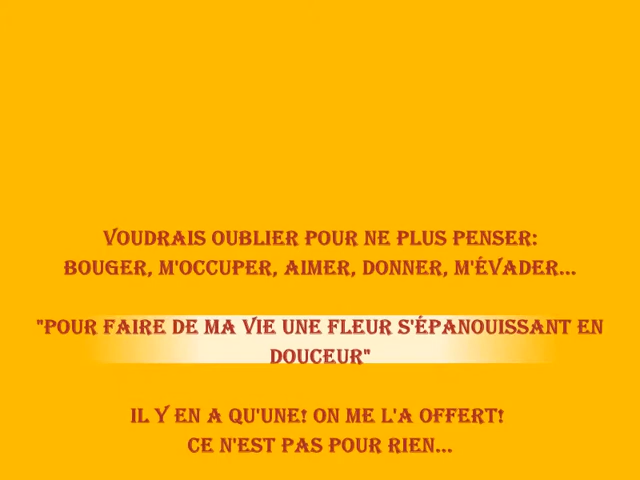 VOUDRAIS OUBLIER POUR NE PLUS PENSER:
BOUGER, M'OCCUPER, AIMER, DONNER, M'ÉVADER...
"POUR FAIRE DE MA VIE UNE FLEUR S'ÉPANOUISSANT EN
DOUCEUR"
IL Y EN A QU'UNE! ON ME L'A OFFERT!
CE N'EST PAS POUR RIEN...